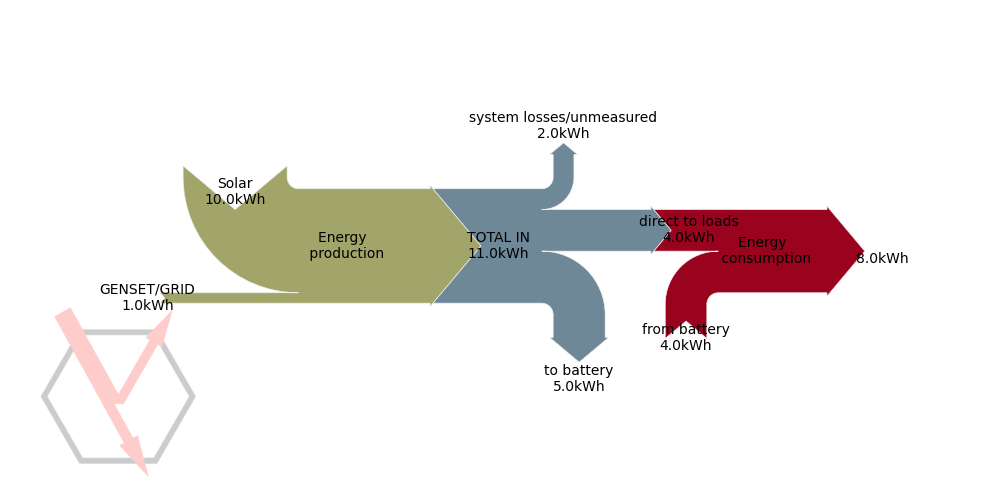 system losses/unmeasured
2.0kWh
Solar
10.0kWh
direct to loads
4.0kWh
Energy
production
TOTAL IN
11.0kWh
Energy
consumption
8.0kWh
GENSET/GRID
1.0kWh
from battery
4.0kWh
to battery
5.0kWh